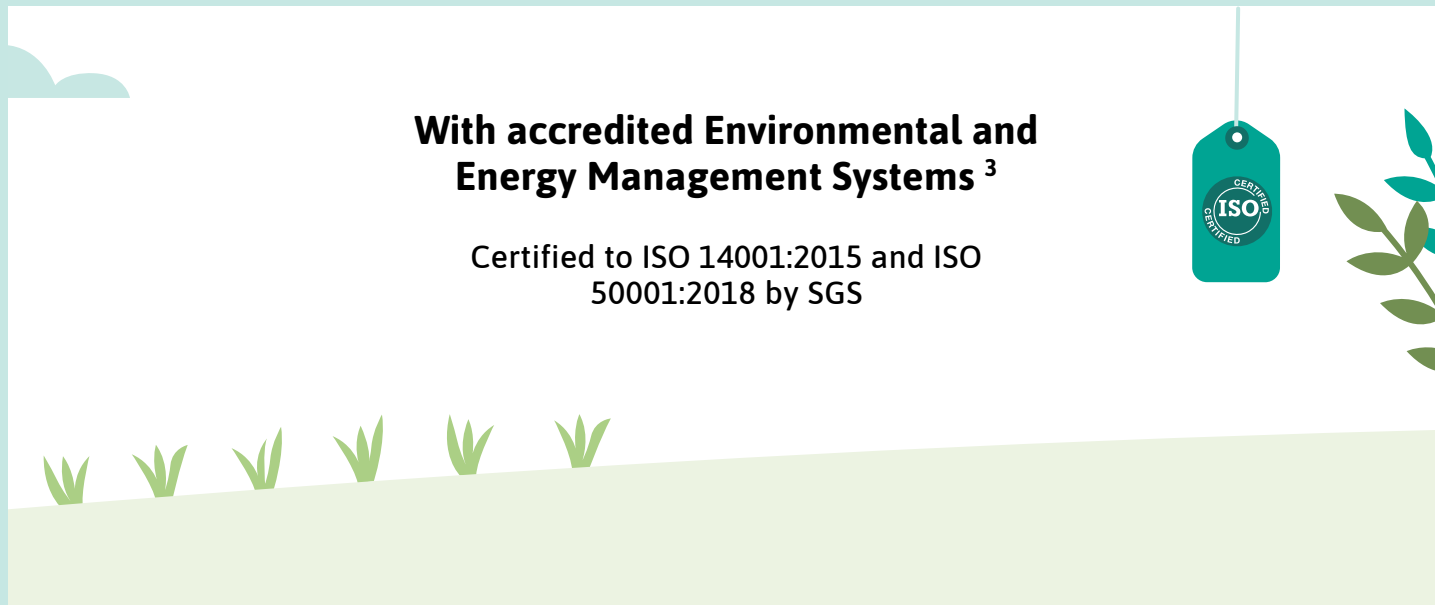 With accredited Environmental and
Energy Management Systems ³
Certified to ISO 14001:2015 and ISO
50001:2018 by SGS
CERTIFIED
ISO
CERTIFIED